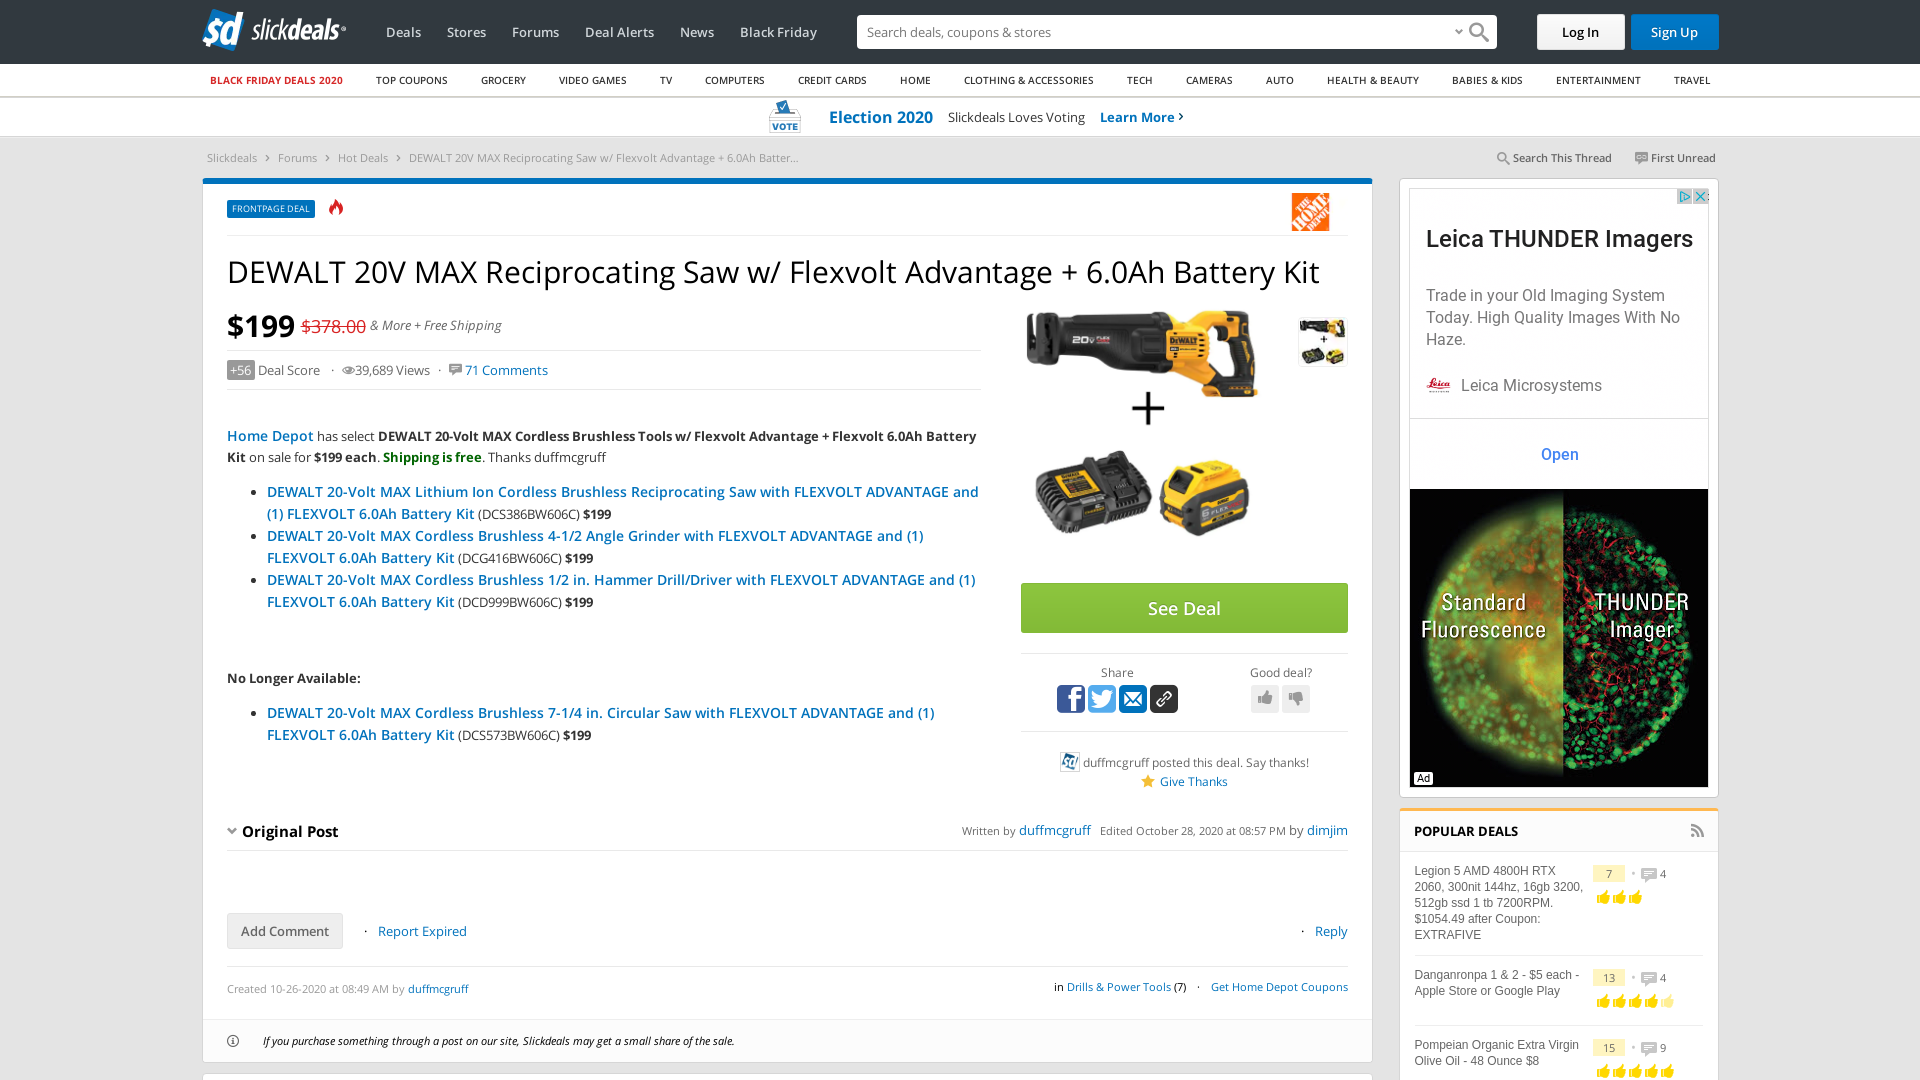 sd slickdeals
Deals
Stores
Forums
Deal Alerts
News
Black Friday
Search deals, coupons & shops
Log In
Sign Up
BLACK FRIDAY DEALS 2020
TOP COUPONS
GROCERY
VIDEO GAMES
TV
COMPUTERS
CREDIT CARDS
HOME
CLOTHING & ACCESSORIES
TECH
CAMERAS
AUTO
HEALTH & BEAUTY
BABIES & KIDS
ENTERTAINMENT
TRAVEL
VOTE
Election 2020 Slickdeals Loves Voting Learn More ›
Slickdeals › Forums › Hot Deals › DEWALT 20V MAX Reciprocating Saw w/ Flexvolt Advantage + 6.0Ah Batter...
Search This Thread
First Unread
FRONTPAGE DEAL
THE HOME DEPOT
DEWALT 20V MAX Reciprocating Saw w/ Flexvolt Advantage + 6.0Ah Battery Kit
$199 $378.00 & More + Free Shipping
+56 Deal Score · 39,689 Views · 71 Comments
Home Depot has select DEWALT 20-Volt MAX Cordless Brushless Tools w/ Flexvolt Advantage + Flexvolt 6.0Ah Battery
Kit on sale for $199 each. Shipping is free. Thanks duffmcgruff
• DEWALT 20-Volt MAX Lithium Ion Cordless Brushless Reciprocating Saw with FLEXVOLT ADVANTAGE and
(1) FLEXVOLT 6.0Ah Battery Kit (DCS386BW606C) $199
• DEWALT 20-Volt MAX Cordless Brushless 4-1/2 Angle Grinder with FLEXVOLT ADVANTAGE and (1)
FLEXVOLT 6.0Ah Battery Kit (DCG416BW606C) $199
• DEWALT 20-Volt MAX Cordless Brushless 1/2 in. Hammer Drill/Driver with FLEXVOLT ADVANTAGE and (1)
FLEXVOLT 6.0Ah Battery Kit (DCD999BW606C) $199
No Longer Available:
• DEWALT 20-Volt MAX Cordless Brushless 7-1/4 in. Circular Saw with FLEXVOLT ADVANTAGE and (1)
FLEXVOLT 6.0Ah Battery Kit (DCS573BW606C) $199
20V
DEWALT
+
See Deal
Share
Good deal?
duffmcgruff posted this deal. Say thanks!
Give Thanks
Original Post
Written by duffmcgruff Edited October 28, 2020 at 08:57 PM by dimjim
Add Comment · Report Expired
· Reply
Created 10-26-2020 at 08:49 AM by duffmcgruff
in Drills & Power Tools (7) · Get Home Depot Coupons
If you purchase something through a post on our site, Slickdeals may get a small share of the sale.
Leica THUNDER Imagers
Trade in your Old Imaging System
Today. High Quality Images With No
Haze.
Leica
Leica Microsystems
Open
Standard
Fluorescence
THUNDER
Imager
Ad
POPULAR DEALS
Legion 5 AMD 4800H RTX
2060, 300nit 144hz, 16gb 3200,
512gb ssd 1 tb 7200RPM.
$1054.49 after Coupon:
EXTRAFIVE
7 · 4
Danganronpa 1 & 2 - $5 each -
Apple Store or Google Play
13 · 4
Pompeian Organic Extra Virgin
Olive Oil - 48 Ounce $8
15 · 9